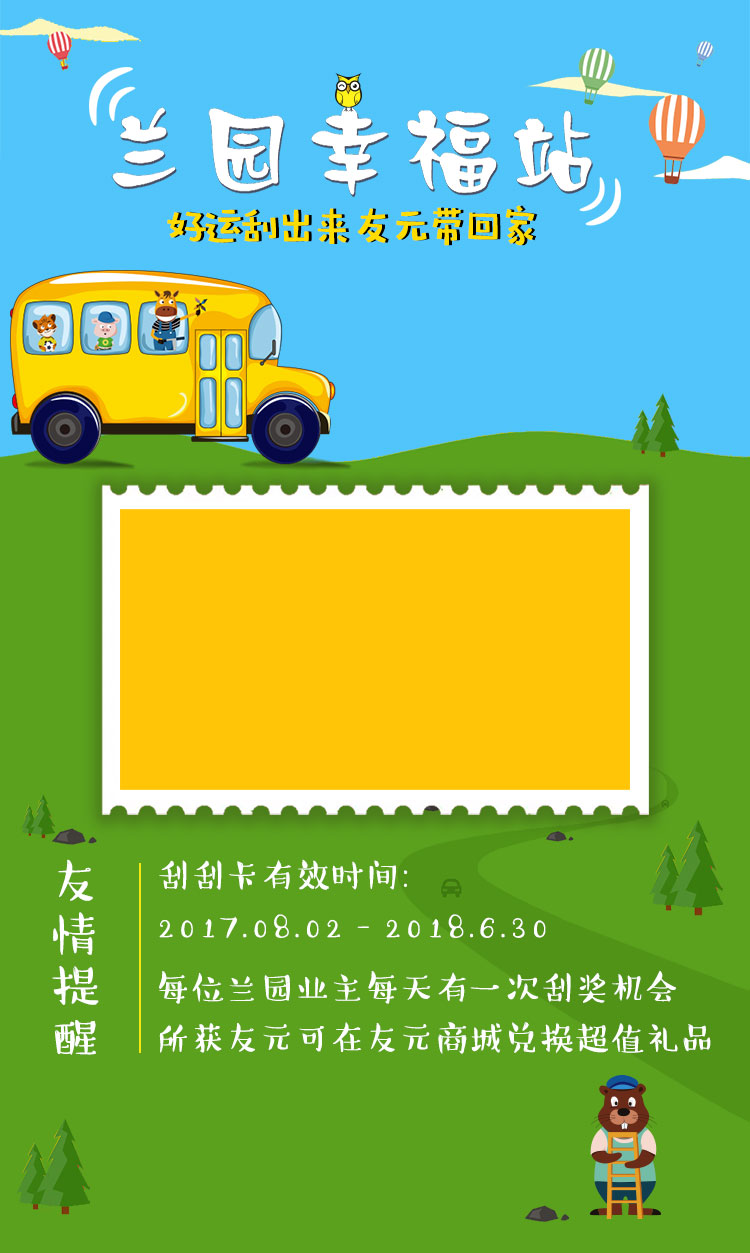 兰园幸福站
好运刮出来友元带回家
友情提醒
刮刮卡有效时间:
2017.08.02 - 2018.6.30
每位兰园业主每天有一次刮奖机会
所获友元可在友元商城兑换超值礼品